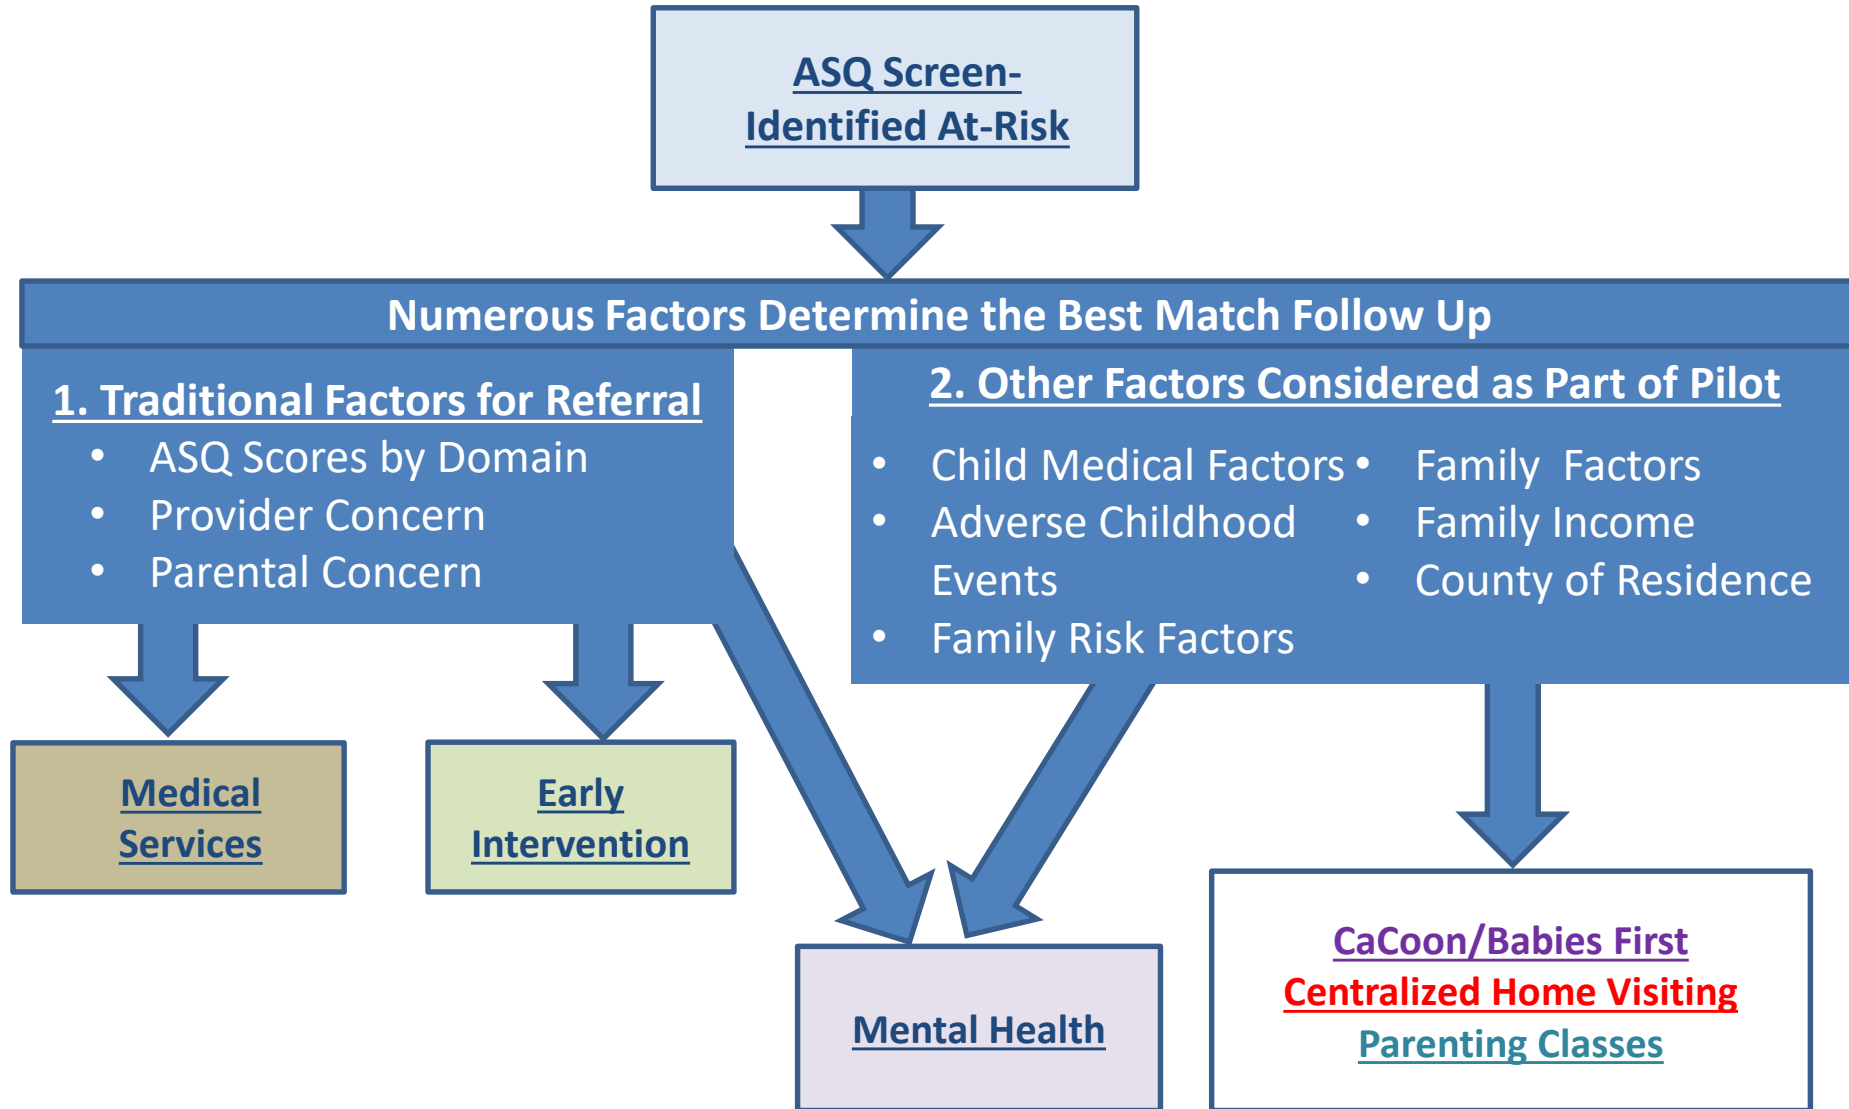 ASQ Screen-
Identified At-Risk
Numerous Factors Determine the Best Match Follow Up
1. Traditional Factors for Referral
• ASQ Scores by Domain
• Provider Concern
• Parental Concern
2. Other Factors Considered as Part of Pilot
• Child Medical Factors
• Adverse Childhood
Events
• Family Risk Factors
• Family Factors
• Family Income
• County of Residence
Medical
Services
Early
Intervention
Mental Health
CaCoon/Babies First
Centralized Home Visiting
Parenting Classes